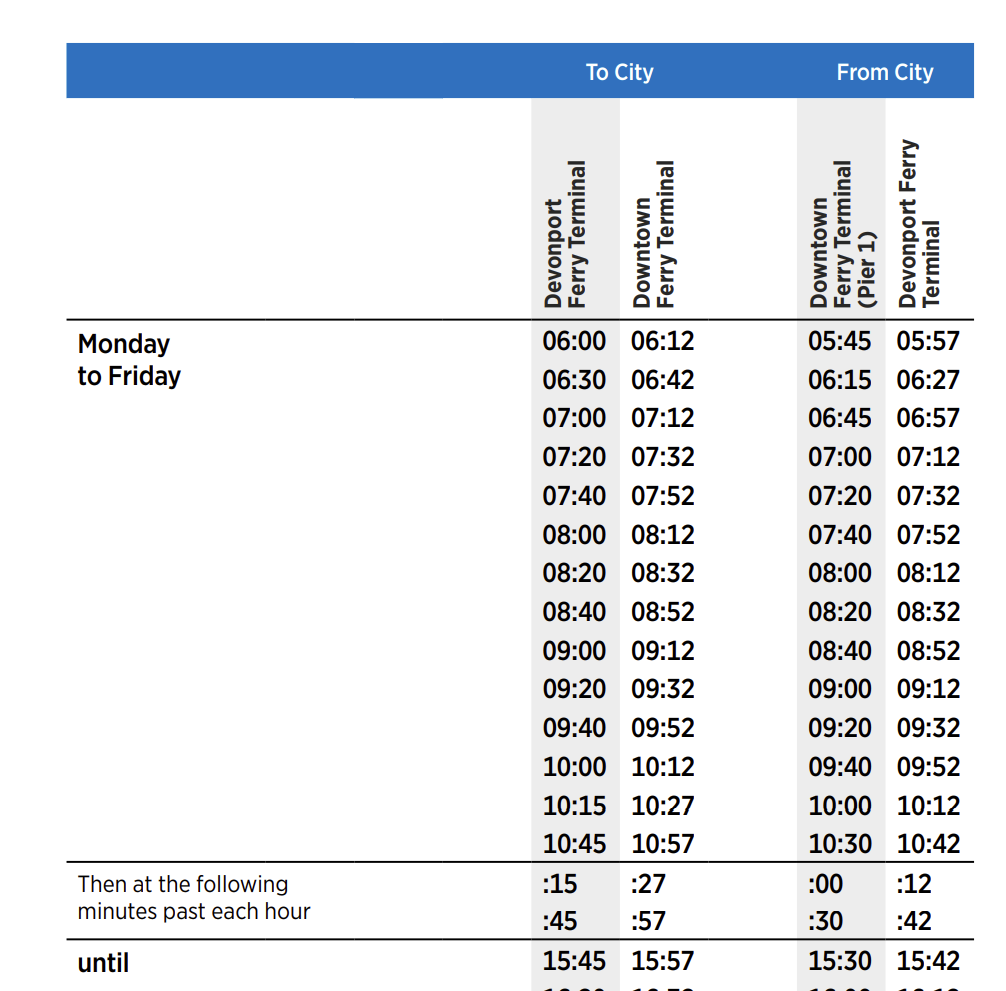 To City From City
Devonport
Ferry Terminal
Downtown
Ferry Terminal
Downtown
Ferry Terminal
(Pier 1)
Devonport Ferry
Terminal
Monday
to Friday
06:00 06:12 05:45 05:57
06:30 06:42 06:15 06:27
07:00 07:12 06:45 06:57
07:20 07:32 07:00 07:12
07:40 07:52 07:20 07:32
08:00 08:12 07:40 07:52
08:20 08:32 08:00 08:12
08:40 08:52 08:20 08:32
09:00 09:12 08:40 08:52
09:20 09:32 09:00 09:12
09:40 09:52 09:20 09:32
10:00 10:12 09:40 09:52
10:15 10:27 10:00 10:12
10:45 10:57 10:30 10:42
Then at the following
minutes past each hour
:15 :27 :00 :12
:45 :57 :30 :42
until 15:45 15:57 15:30 15:42